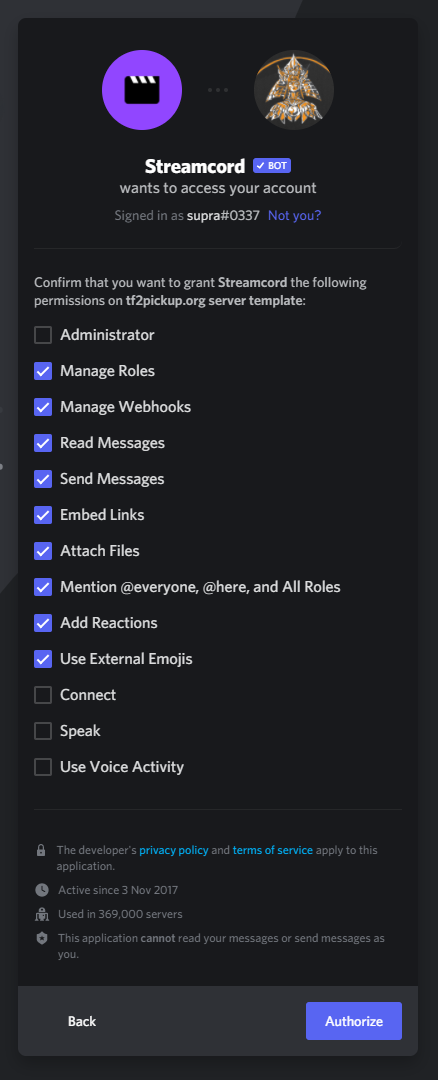 Streamcord BOT
wants to access your account
Signed in as supra#0337 Not you?
Confirm that you want to grant Streamcord the following
permissions on tf2pickup.org server template:
Administrator
Manage Roles
Manage Webhooks
Read Messages
Send Messages
Embed Links
Attach Files
Mention @everyone, @here, and All Roles
Add Reactions
Use External Emojis
Connect
Speak
Use Voice Activity
The developer's privacy policy and terms of service apply to this
application.
Active since 3 Nov 2017
Used in 369,000 servers
This application cannot read your messages or send messages as
you.
Back Authorize